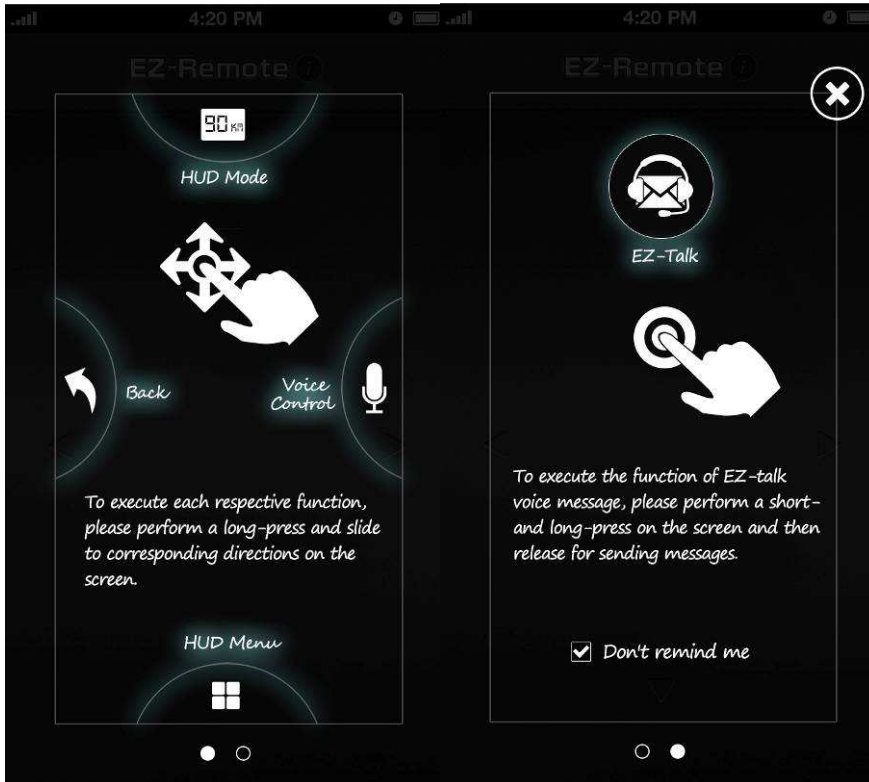 4:20 PM
EZ-Remote
90 KM
HUD Mode
Back
Voice
Control
To execute each respective function,
please perform a long-press and slide
to corresponding directions on the
screen.
HUD Menu
4:20 PM
EZ-Remote
EZ-Talk
To execute the function of EZ-talk
voice message, please perform a short-
and long-press on the screen and then
release for sending messages.
Don't remind me